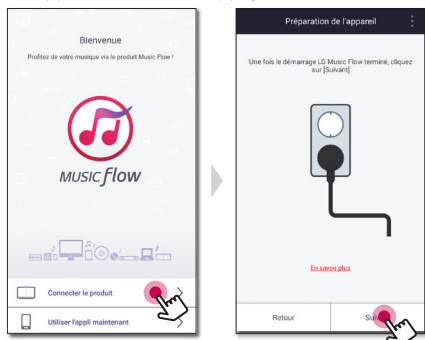 Bienvenue
Profitez de votre musique via le produit Music Flow !
MUSIC flow
Connecter le produit
Utiliser l'appli maintenant
Préparation de l'appareil
Une fois le démarrage LG Music Flow terminé, cliquez
sur [Suivant]
En savoir plus
Retour